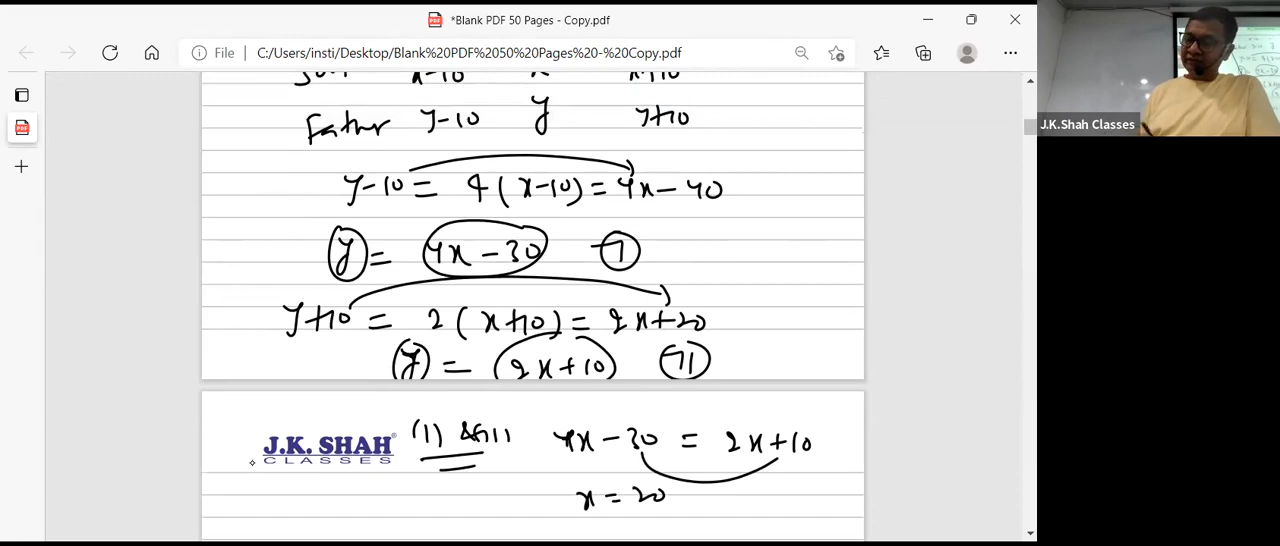 *Blank PDF 50 Pages - Copy.pdf
File C:/Users/insti/Desktop/Blank%20PDF%2050%20Pages%20-%20Copy.pdf
J.K.Shah Classes
x-10 x x+10
Father y-10 y y+10
y-10 = 4(x-10) = 4x-40
y = 4x-30 (I)
y+10 = 2(x+10) = 2x+20
y = 2x+10 (II)
J.K. SHAH®
CLASSES
(I) & (II) 4x-30 = 2x+10
x = 20